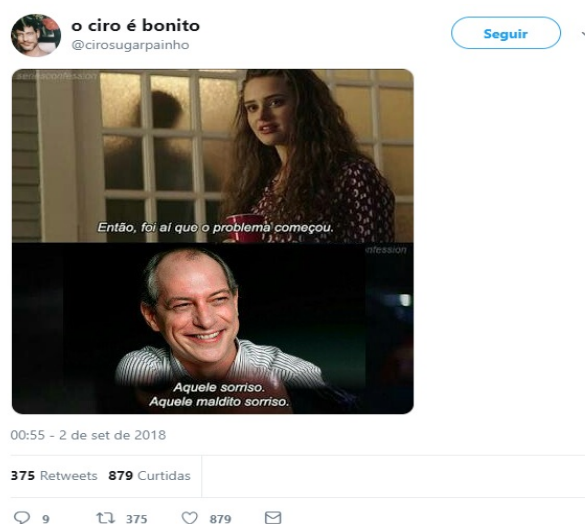 o ciro é bonito
@cirosugarpainho
Seguir
Então, foi aí que o problema começou.
Aquele sorriso.
Aquele maldito sorriso.
00:55 - 2 de set de 2018
375 Retweets 879 Curtidas
9 375 879